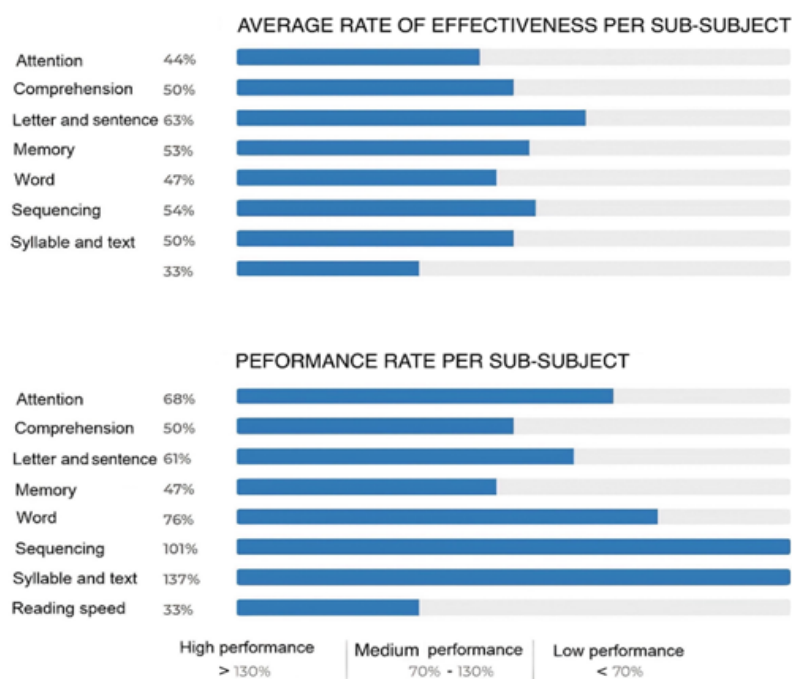 AVERAGE RATE OF EFFECTIVENESS PER SUB-SUBJECT
Attention 44%
Comprehension 50%
Letter and sentence 63%
Memory 53%
Word 47%
Sequencing 54%
Syllable and text 50%
33%
PEFORMANCE RATE PER SUB-SUBJECT
Attention 68%
Comprehension 50%
Letter and sentence 61%
Memory 47%
Word 76%
Sequencing 101%
Syllable and text 137%
Reading speed 33%
High performance Medium performance Low performance
> 130% 70% - 130% < 70%